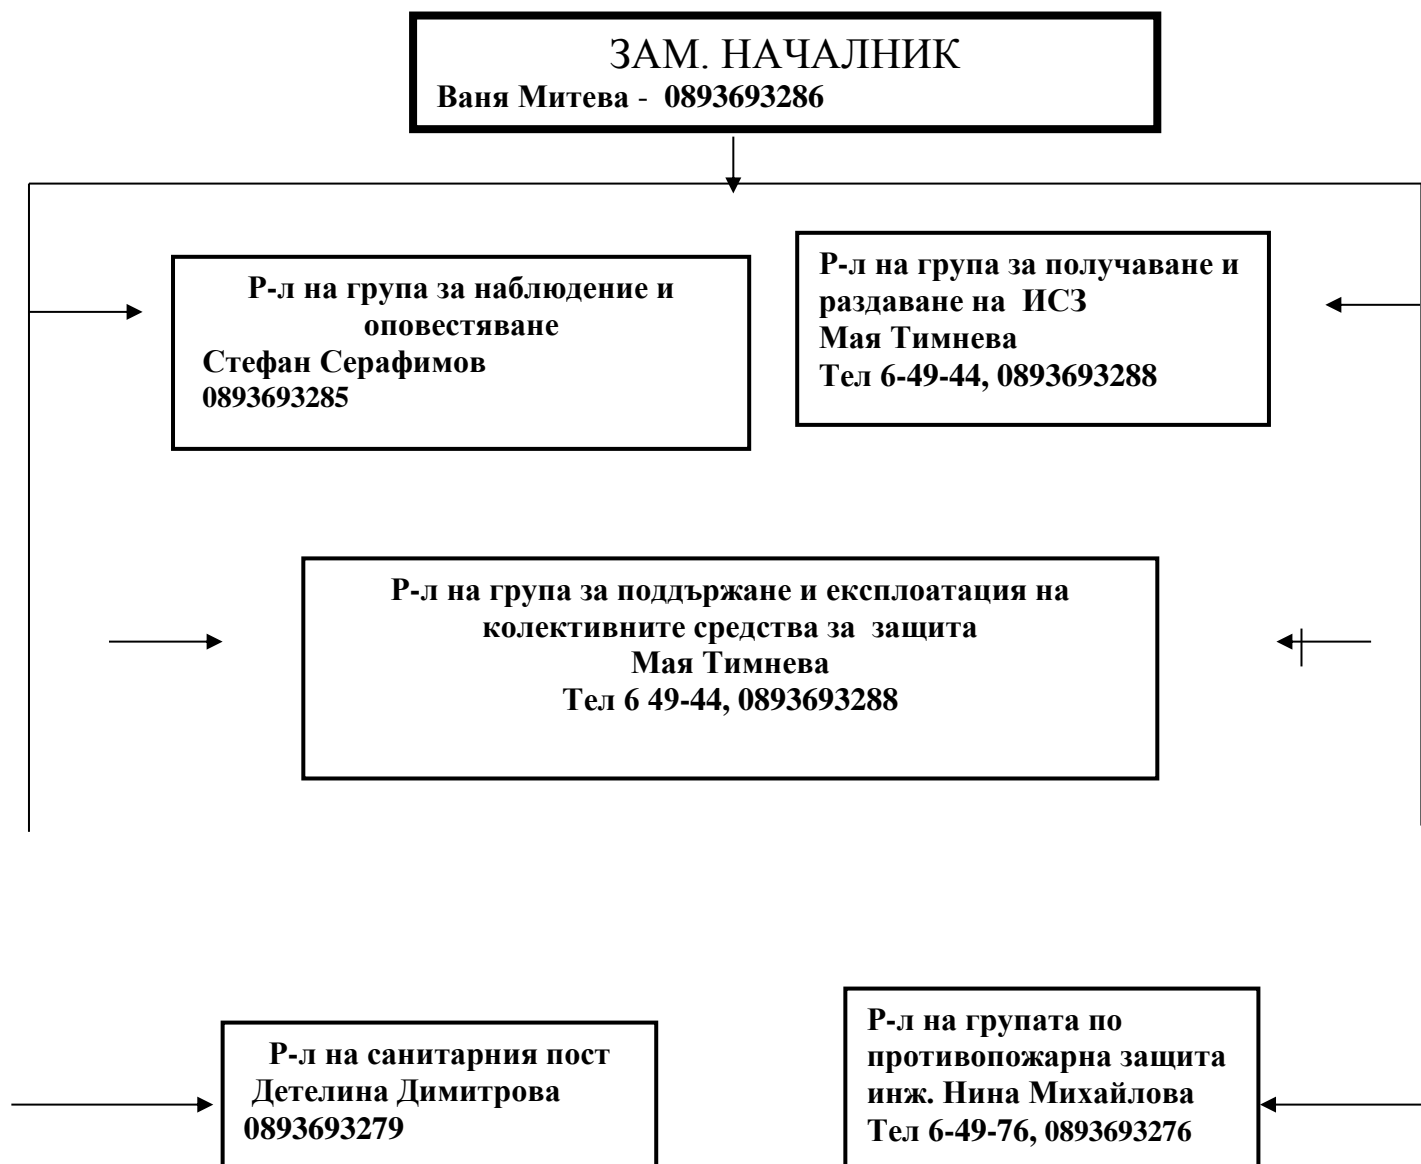 ЗАМ. НАЧАЛНИК
Ваня Митева - 0893693286
Р-л на група за наблюдение и
оповестяване
Стефан Серафимов
0893693285
Р-л на група за получаване и
раздаване на ИСЗ
Мая Тимнева
Тел 6-49-44, 0893693288
Р-л на група за поддържане и експлоатация на
колективните средства за защита
Мая Тимнева
Тел 6 49-44, 0893693288
Р-л на санитарния пост
Детелина Димитрова
0893693279
Р-л на групата по
противопожарна защита
инж. Нина Михайлова
Тел 6-49-76, 0893693276